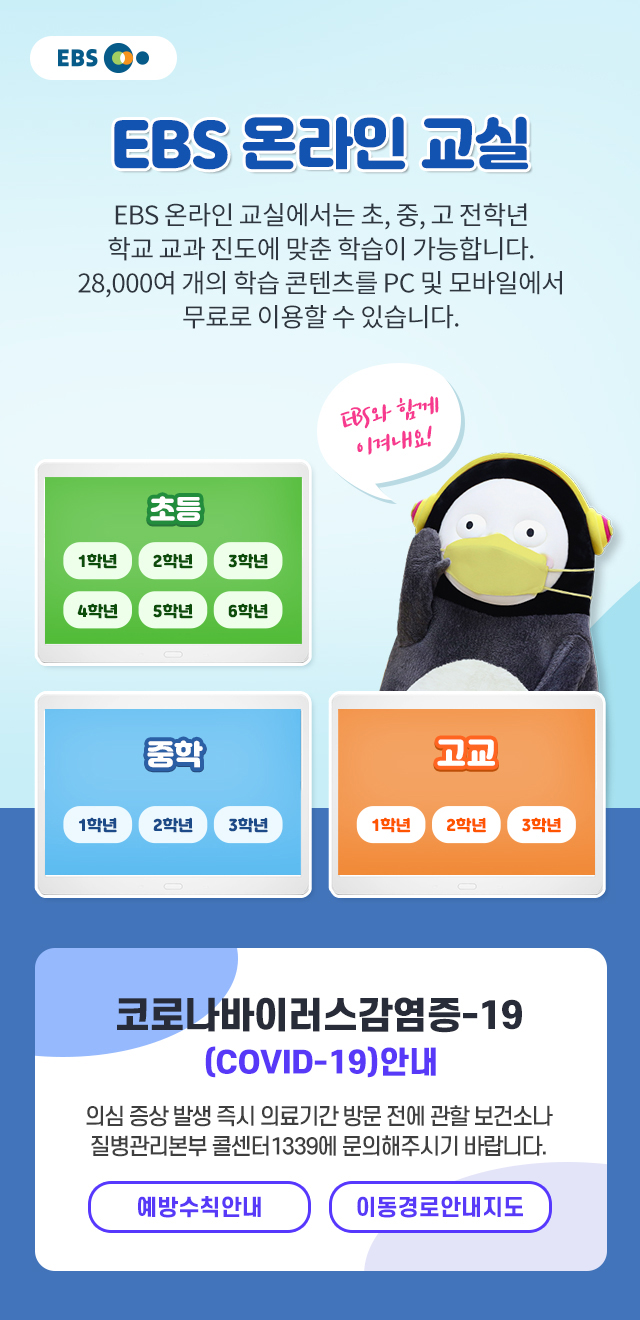 EBS
EBS 온라인 교실
EBS 온라인 교실에서는 초, 중, 고 전학년
학교 교과 진도에 맞춘 학습이 가능합니다.
28,000여 개의 학습 콘텐츠를 PC 및 모바일에서
무료로 이용할 수 있습니다.
EBS와 함께
이겨내요!
초등
1학년 2학년 3학년
4학년 5학년 6학년
중학
1학년 2학년 3학년
고교
1학년 2학년 3학년
코로나바이러스감염증-19
(COVID-19)안내
의심 증상 발생 즉시 의료기간 방문 전에 관할 보건소나
질병관리본부 콜센터1339에 문의해주시기 바랍니다.
예방수칙안내 이동경로안내지도